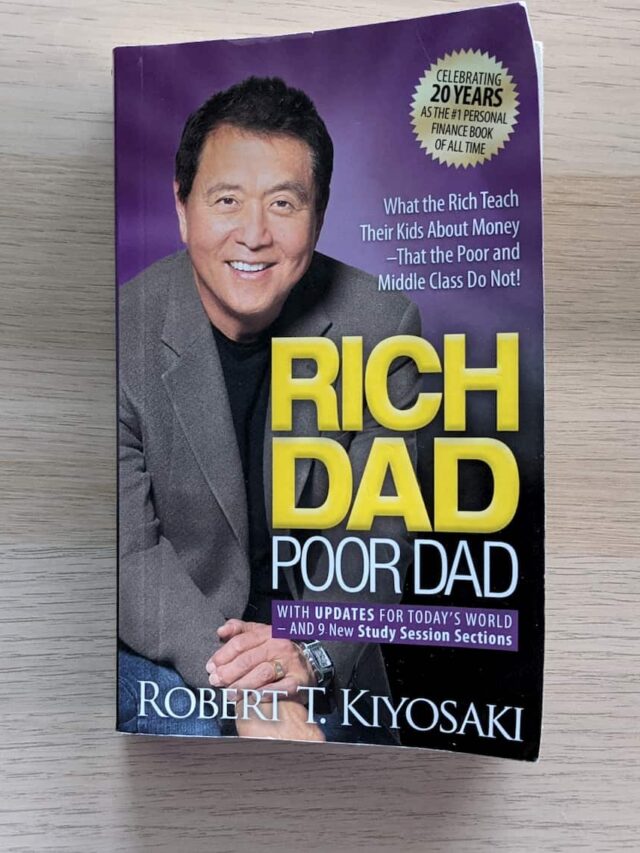 CELEBRATING
20 YEARS
AS THE #1 PERSONAL
FINANCE BOOK
OF ALL TIME
What the Rich Teach
Their Kids About Money
–That the Poor and
Middle Class Do Not!
RICH
DAD
POOR DAD
WITH UPDATES FOR TODAY'S WORLD
– AND 9 New Study Session Sections
ROBERT T. KIYOSAKI